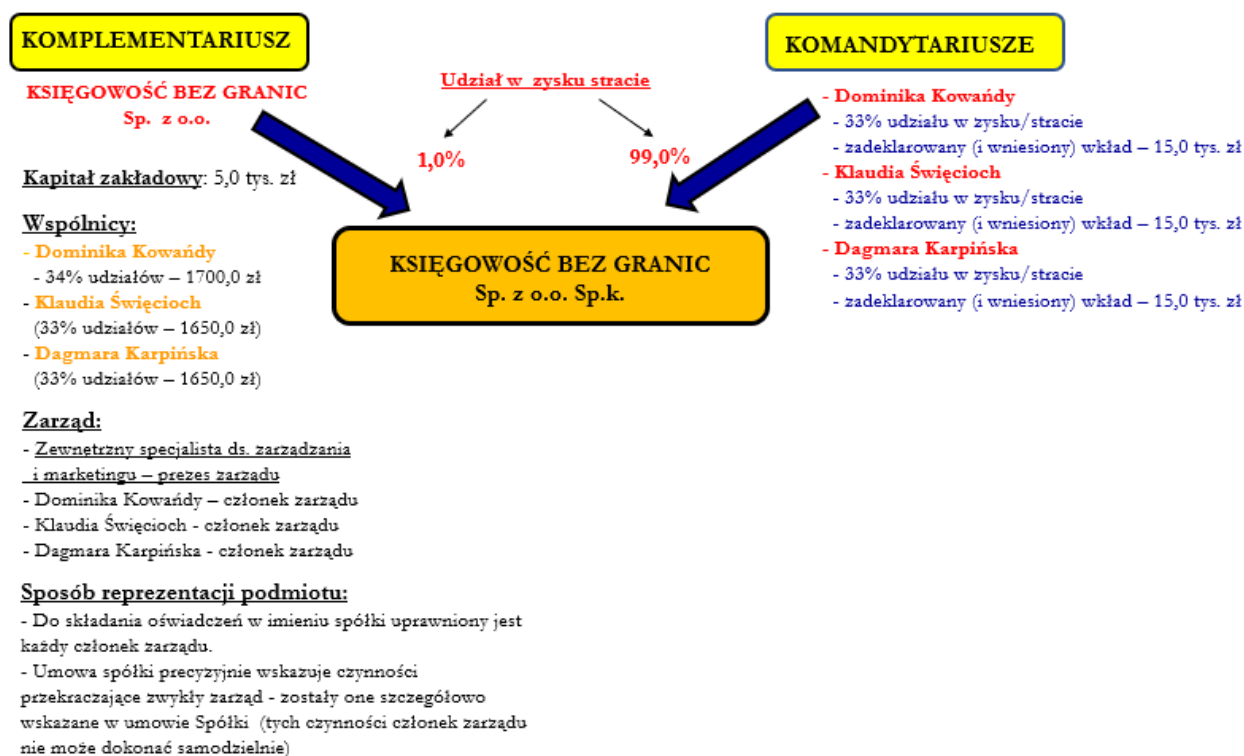 KOMPLEMENTARIUSZ
KSIĘGOWOŚĆ BEZ GRANIC
Sp. z o.o.
Kapitał zakładowy: 5,0 tys. zł
Wspólnicy:
- Dominika Kowańdy
- 34% udziałów – 1700,0 zł
- Klaudia Święcioch
(33% udziałów – 1650,0 zł)
- Dagmara Karpińska
(33% udziałów – 1650,0 zł)
Zarząd:
- Zewnętrzny specjalista ds. zarządzania
i marketingu – prezes zarządu
- Dominika Kowańdy – członek zarządu
- Klaudia Święcioch - członek zarządu
- Dagmara Karpińska - członek zarządu
Sposób reprezentacji podmiotu:
- Do składania oświadczeń w imieniu spółki uprawniony jest
każdy członek zarządu.
- Umowa spółki precyzyjnie wskazuje czynności
przekraczające zwykły zarząd - zostały one szczegółowo
wskazane w umowie Spółki (tych czynności członek zarządu
nie może dokonać samodzielnie)
Udział w zysku stracie
1,0%
99,0%
KSIĘGOWOŚĆ BEZ GRANIC
Sp. z o.o. Sp.k.
KOMANDYTARIUSZE
- Dominika Kowańdy
- 33% udziału w zysku/stracie
- zadeklarowany (i wniesiony) wkład – 15,0 tys. zł
- Klaudia Święcioch
- 33% udziału w zysku/stracie
- zadeklarowany (i wniesiony) wkład – 15,0 tys. zł
- Dagmara Karpińska
- 33% udziału w zysku/stracie
- zadeklarowany (i wniesiony) wkład – 15,0 tys. zł